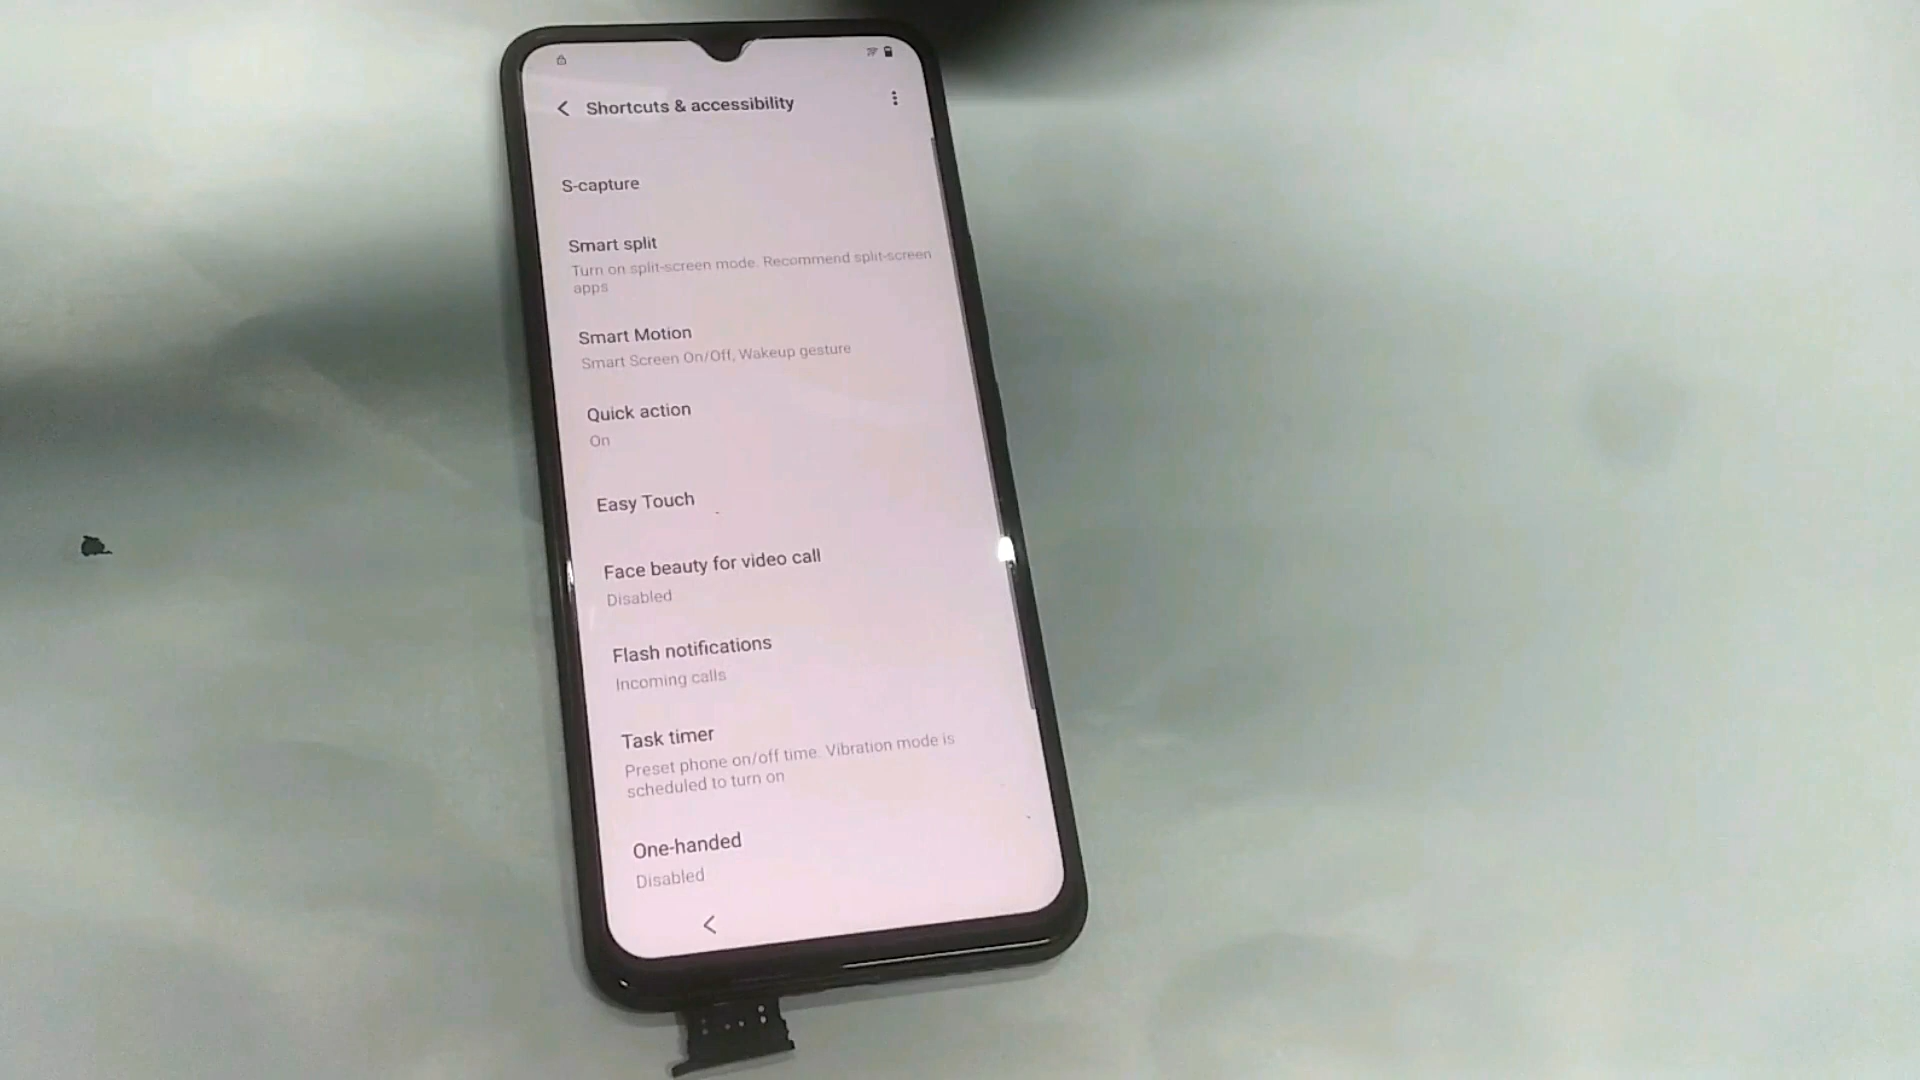 Shortcuts & accessibility
S-capture
Smart split
Turn on split-screen mode. Recommend split-screen
apps
Smart Motion
Smart Screen On/Off, Wakeup gesture
Quick action
On
Easy Touch
Face beauty for video call
Disabled
Flash notifications
Incoming calls
Task timer
Preset phone on/off time. Vibration mode is
scheduled to turn on
One-handed
Disabled